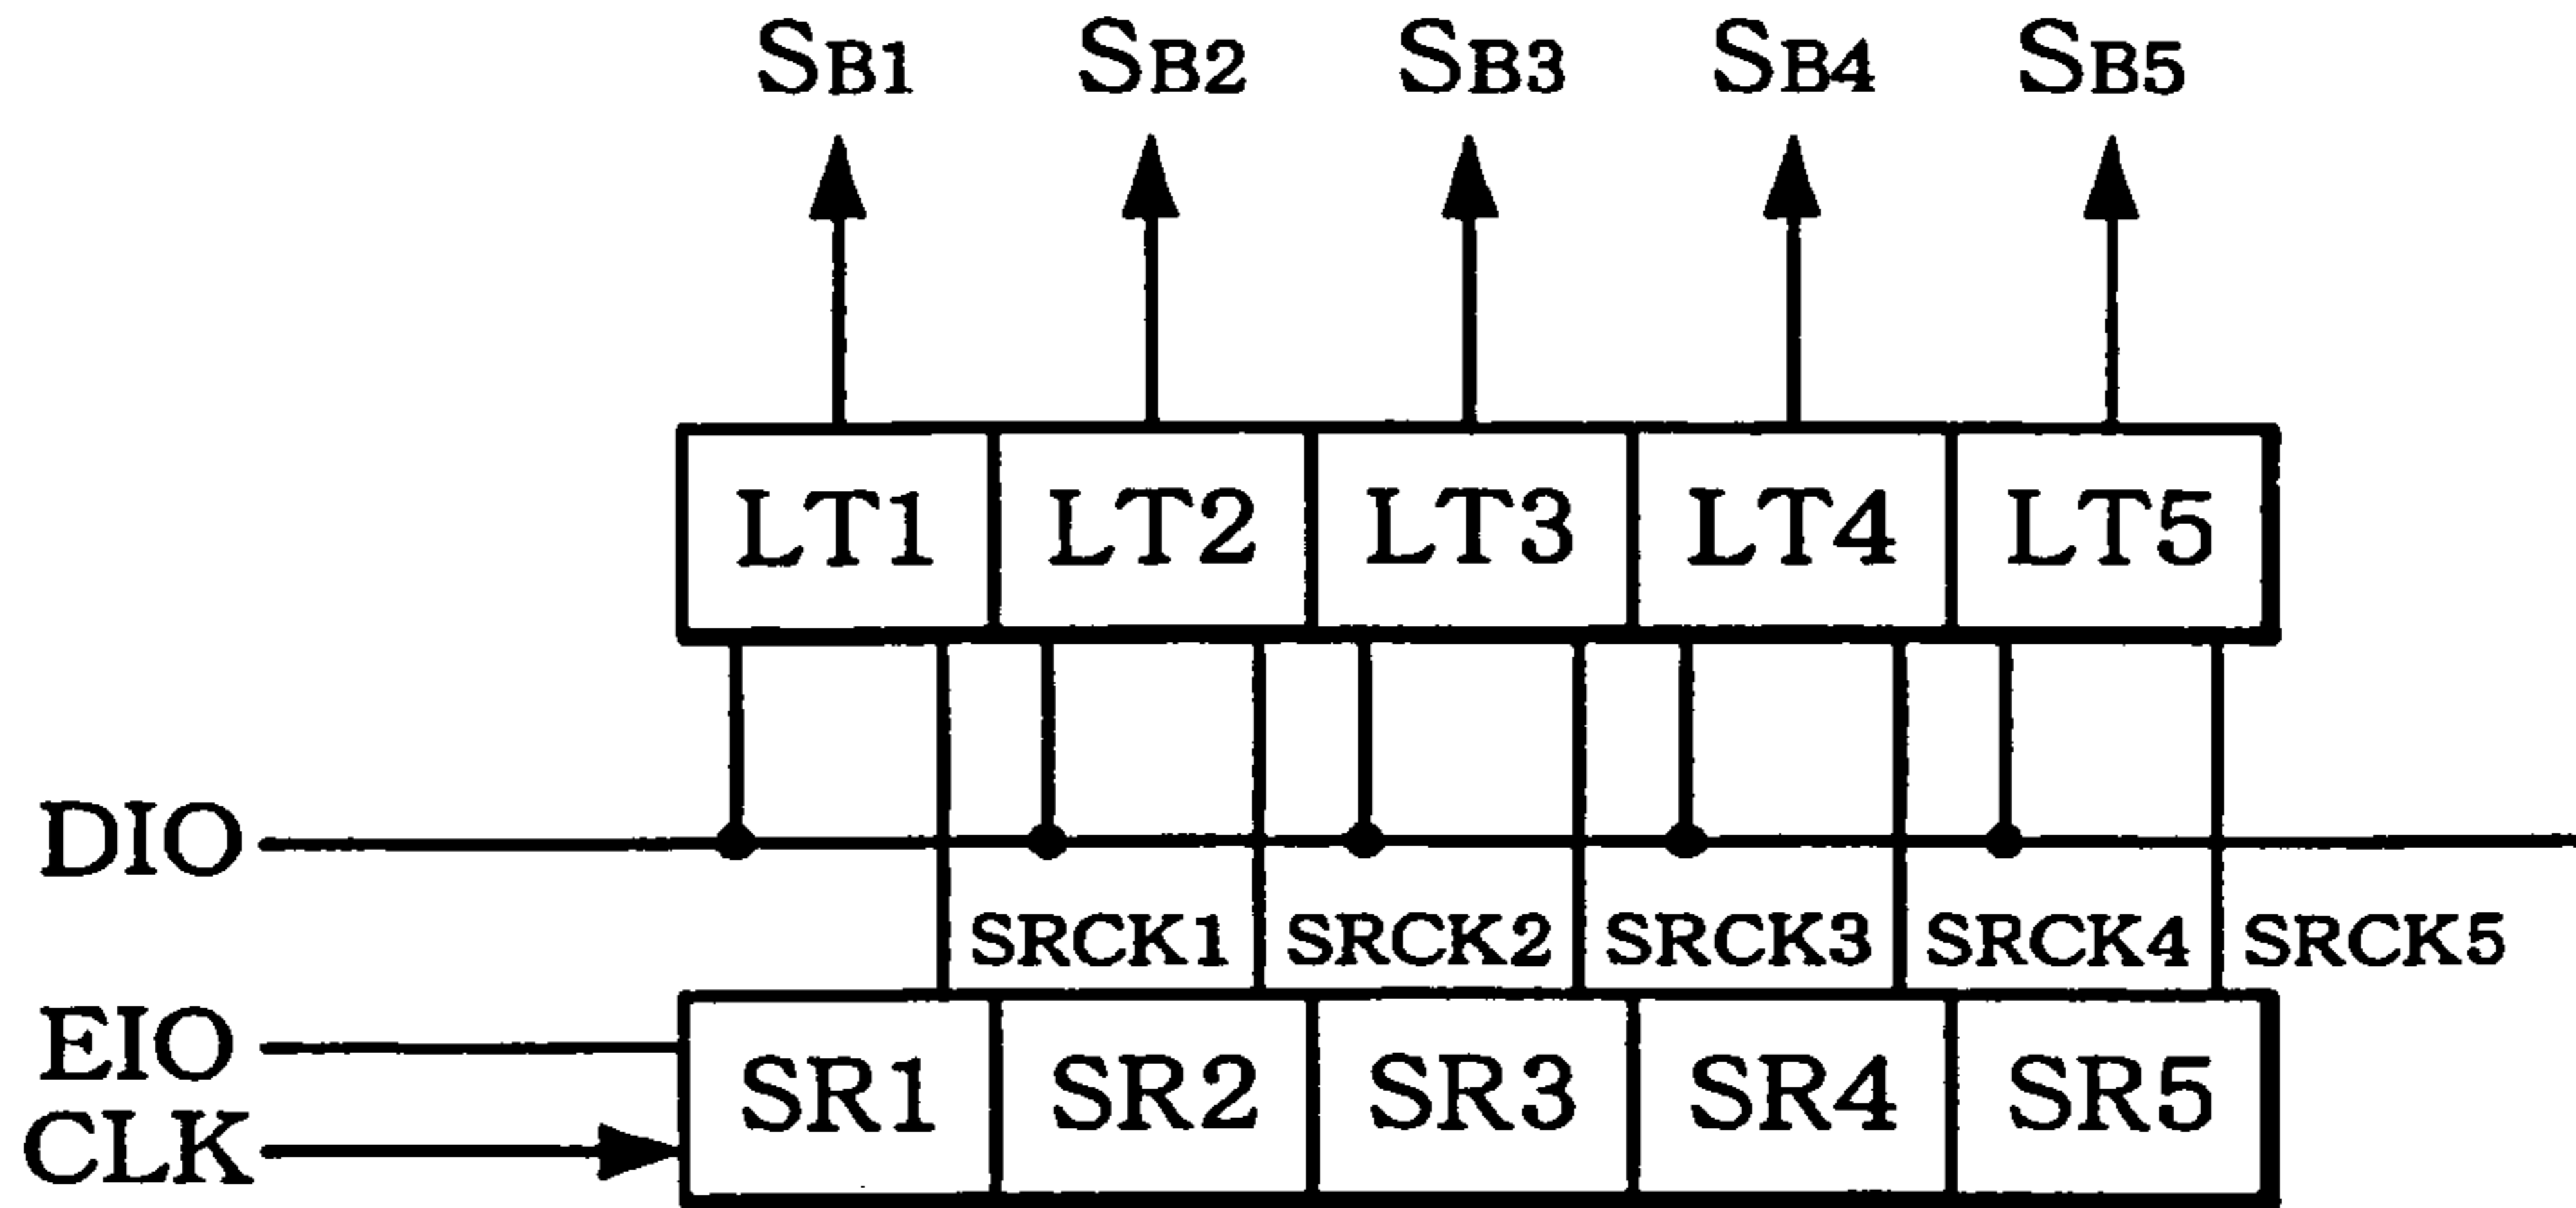 SB1 SB2 SB3 SB4 SB5
LT1 LT2 LT3 LT4 LT5
DIO
SRCK1 SRCK2 SRCK3 SRCK4 SRCK5
EIO
SR1 SR2 SR3 SR4 SR5
CLK